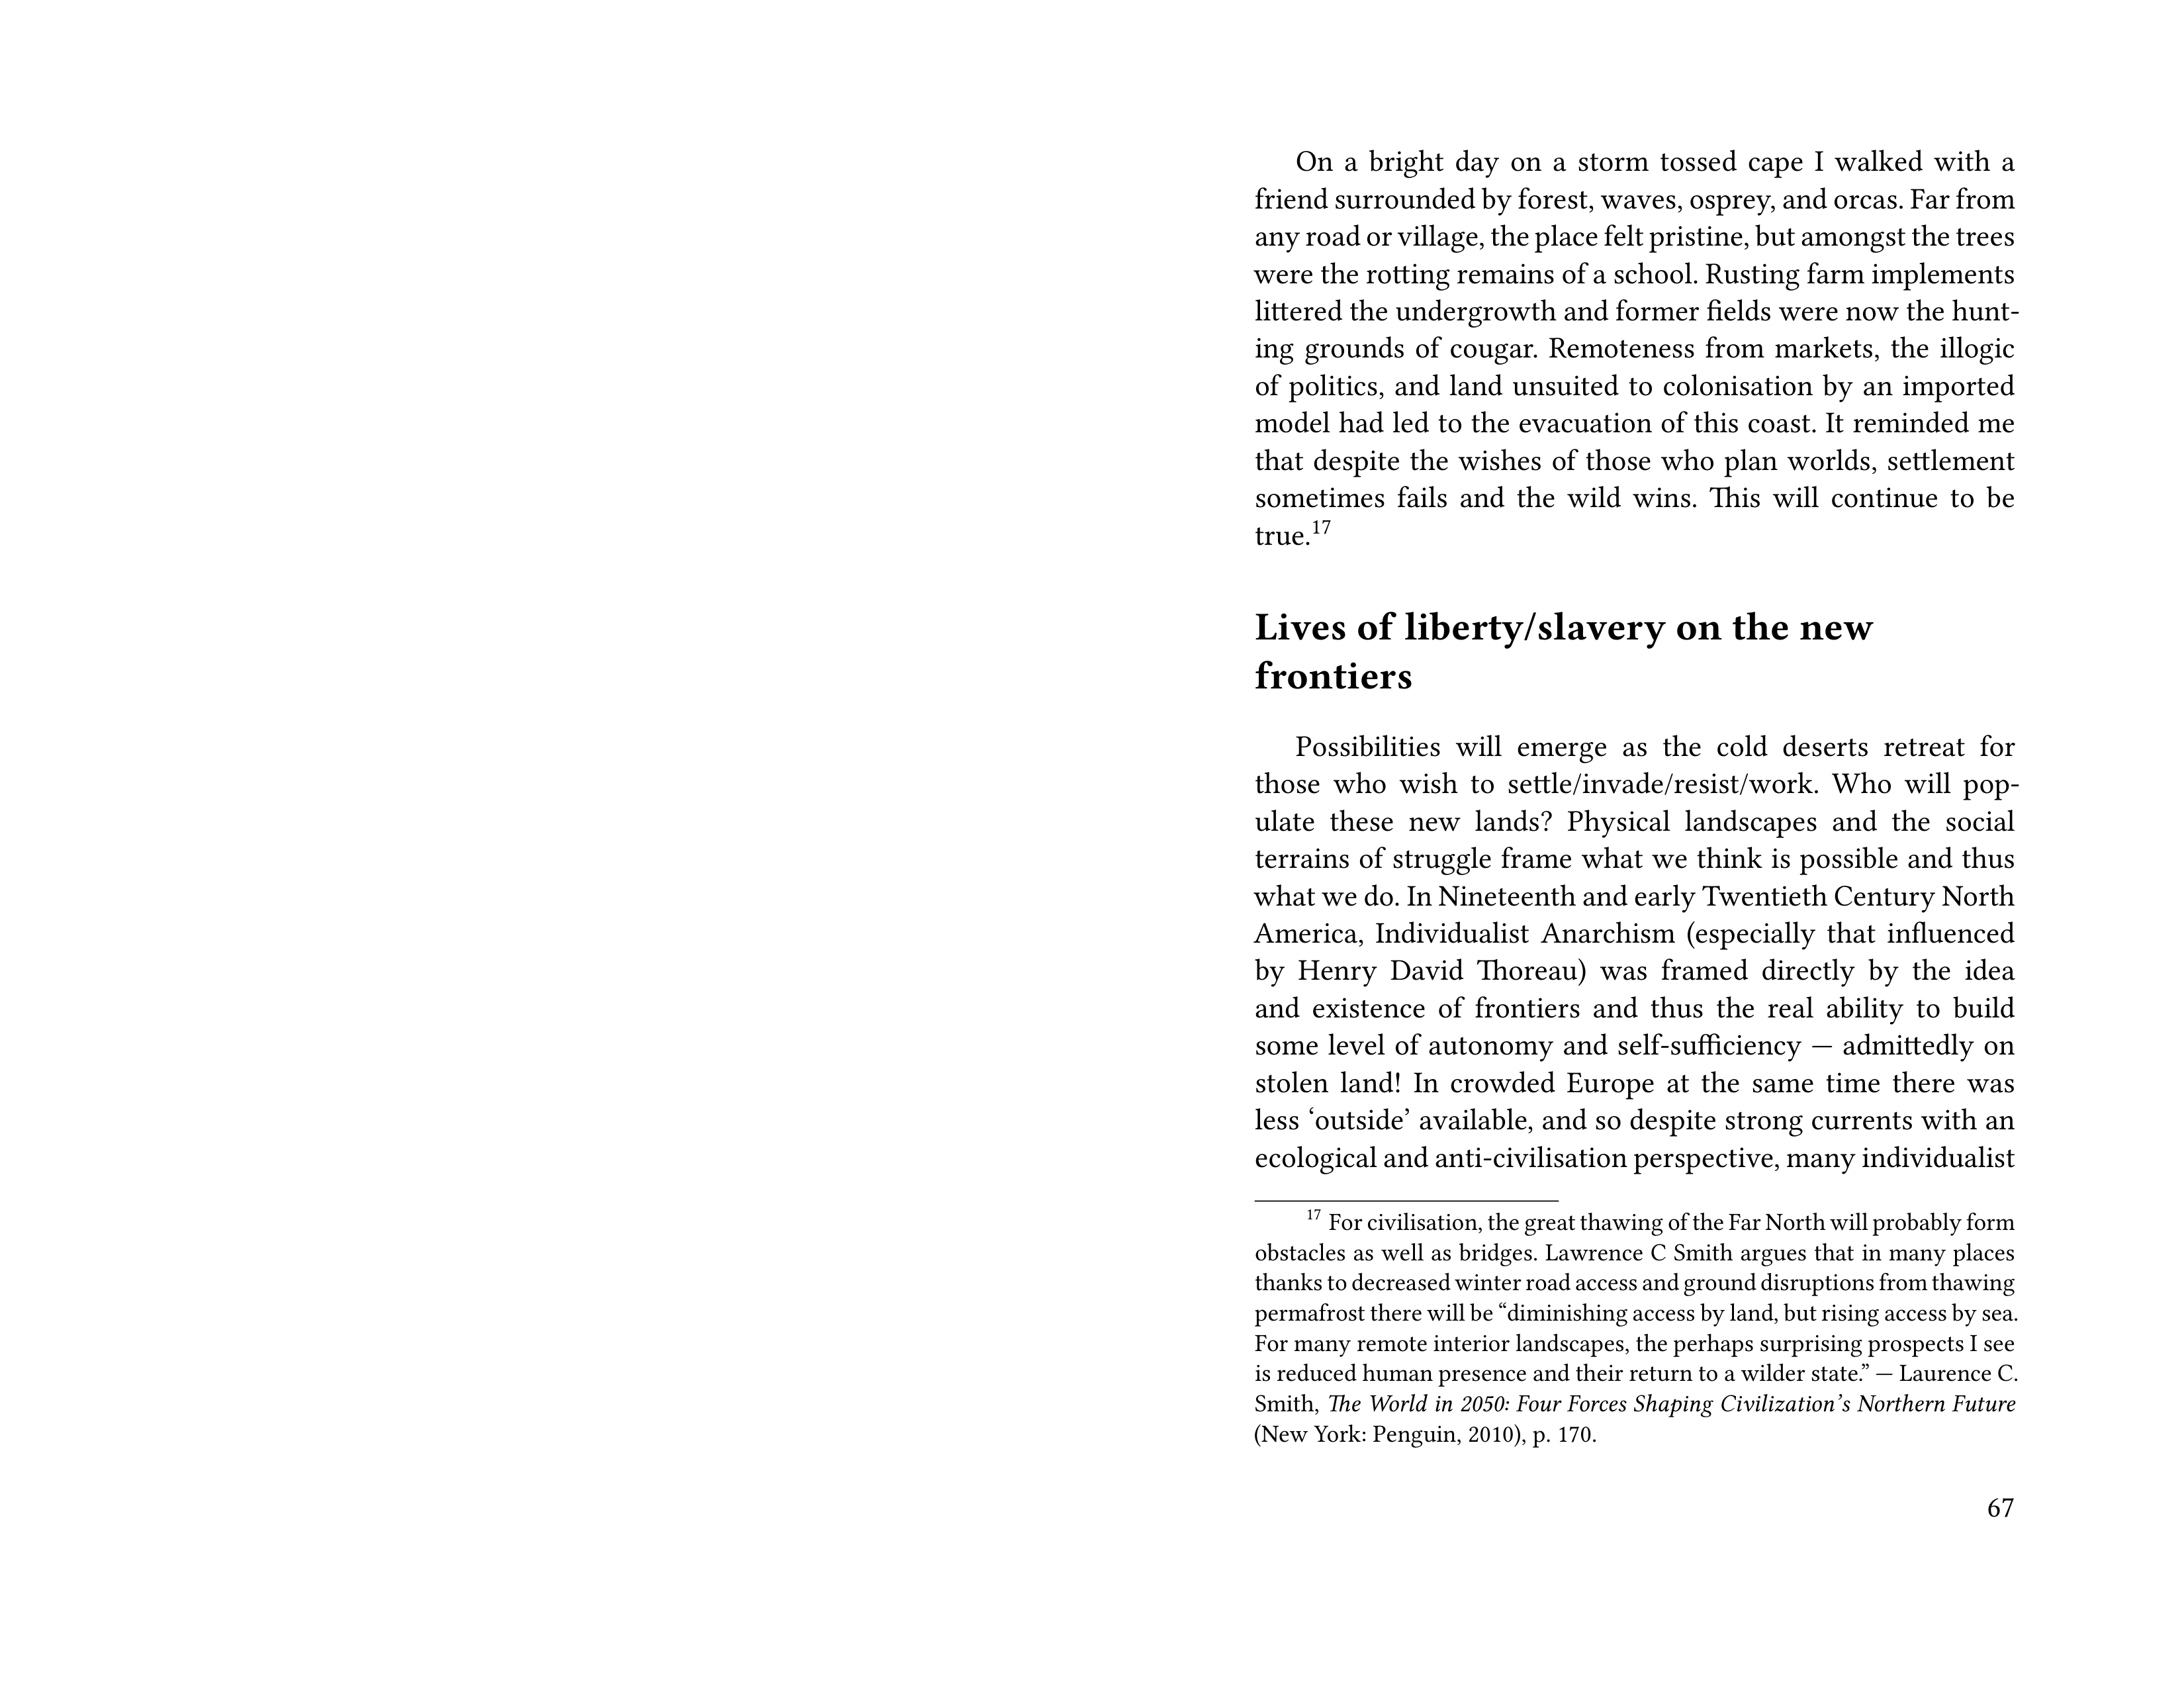 On a bright day on a storm tossed cape I walked with a
friend surrounded by forest, waves, osprey, and orcas. Far from
any road or village, the place felt pristine, but amongst the trees
were the rotting remains of a school. Rusting farm implements
littered the undergrowth and former fields were now the hunt-
ing grounds of cougar. Remoteness from markets, the illogic
of politics, and land unsuited to colonisation by an imported
model had led to the evacuation of this coast. It reminded me
that despite the wishes of those who plan worlds, settlement
sometimes fails and the wild wins. This will continue to be
true.17
Lives of liberty/slavery on the new
frontiers
Possibilities will emerge as the cold deserts retreat for
those who wish to settle/invade/resist/work. Who will pop-
ulate these new lands? Physical landscapes and the social
terrains of struggle frame what we think is possible and thus
what we do. In Nineteenth and early Twentieth Century North
America, Individualist Anarchism (especially that influenced
by Henry David Thoreau) was framed directly by the idea
and existence of frontiers and thus the real ability to build
some level of autonomy and self-sufficiency — admittedly on
stolen land! In crowded Europe at the same time there was
less ‘outside’ available, and so despite strong currents with an
ecological and anti-civilisation perspective, many individualist
17 For civilisation, the great thawing of the Far North will probably form
obstacles as well as bridges. Lawrence C Smith argues that in many places
thanks to decreased winter road access and ground disruptions from thawing
permafrost there will be “diminishing access by land, but rising access by sea.
For many remote interior landscapes, the perhaps surprising prospects I see
is reduced human presence and their return to a wilder state.” — Laurence C.
Smith, The World in 2050: Four Forces Shaping Civilization’s Northern Future
(New York: Penguin, 2010), p. 170.
67